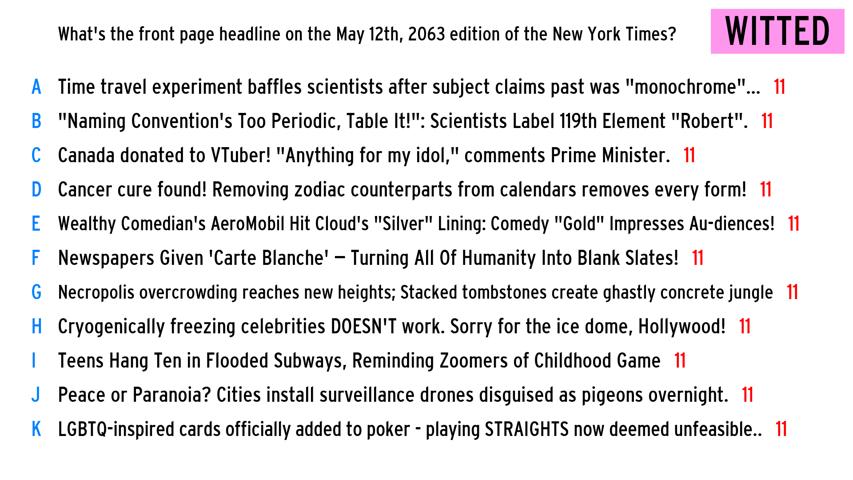 What's the front page headline on the May 12th, 2063 edition of the New York Times?
WITTED
A Time travel experiment baffles scientists after subject claims past was "monochrome"... 11
B "Naming Convention's Too Periodic, Table It!": Scientists Label 119th Element "Robert". 11
C Canada donated to VTuber! "Anything for my idol," comments Prime Minister. 11
D Cancer cure found! Removing zodiac counterparts from calendars removes every form! 11
E Wealthy Comedian's AeroMobil Hit Cloud's "Silver" Lining: Comedy "Gold" Impresses Au-diences! 11
F Newspapers Given 'Carte Blanche' – Turning All Of Humanity Into Blank Slates! 11
G Necropolis overcrowding reaches new heights; Stacked tombstones create ghastly concrete jungle 11
H Cryogenically freezing celebrities DOESN'T work. Sorry for the ice dome, Hollywood! 11
I Teens Hang Ten in Flooded Subways, Reminding Zoomers of Childhood Game 11
J Peace or Paranoia? Cities install surveillance drones disguised as pigeons overnight. 11
K LGBTQ-inspired cards officially added to poker - playing STRAIGHTS now deemed unfeasible.. 11